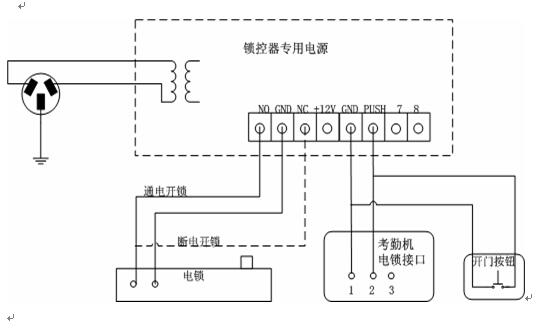 锁控器专用电源
NO GND NC +12V GND PUSH 7 8
通电开锁
断电开锁
电锁
考勤机
电锁接口
1 2 3
开门按钮